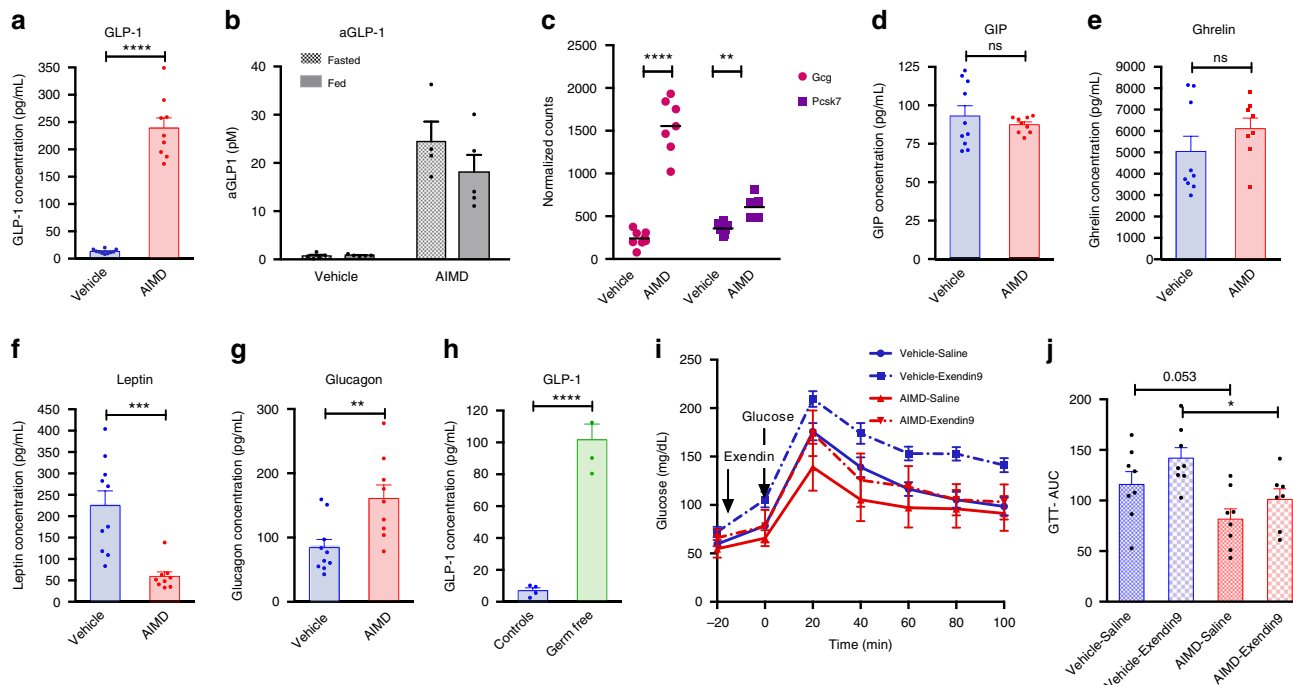 a
GLP-1
****
GLP-1 concentration (pg/mL)
350
300
250
200
150
100
50
0
Vehicle
AIMD
b
aGLP-1
Fasted
Fed
aGLP1 (pM)
40
30
20
10
0
Vehicle
AIMD
c
Normalized counts
2500
2000
1500
1000
500
0
****
**
Gcg
Pcsk7
Vehicle
AIMD
Vehicle
AIMD
d
GIP
ns
GIP concentration (pg/mL)
125
100
75
50
25
0
Vehicle
AIMD
e
Ghrelin
ns
Ghrelin concentration (pg/mL)
9000
8000
7000
6000
5000
4000
3000
2000
1000
0
Vehicle
AIMD
f
Leptin
***
Leptin concentration (pg/mL)
450
400
350
300
250
200
150
100
50
0
Vehicle
AIMD
g
Glucagon
**
Glucagon concentration (pg/mL)
300
200
100
0
Vehicle
AIMD
h
GLP-1
****
GLP-1 concentration (pg/mL)
120
100
80
60
40
20
0
Controls
Germ free
i
Glucose (mg/dL)
250
200
150
100
50
0
Exendin
Glucose
Vehicle-Saline
Vehicle-Exendin9
AIMD-Saline
AIMD-Exendin9
–20
0
20
40
60
80
100
Time (min)
j
0.053
*
GTT- AUC
200
150
100
50
0
Vehicle-Saline
Vehicle-Exendin9
AIMD-Saline
AIMD-Exendin9